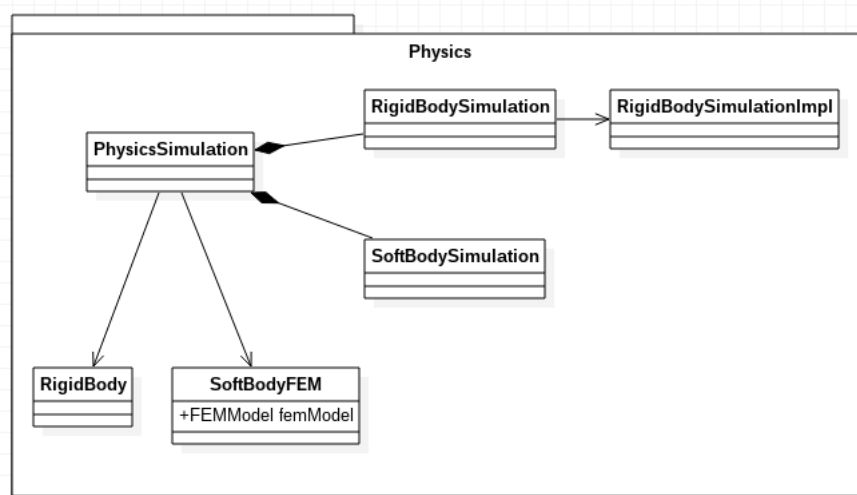 Physics
RigidBodySimulation
RigidBodySimulationImpl
PhysicsSimulation
SoftBodySimulation
RigidBody
SoftBodyFEM
+FEMModel femModel